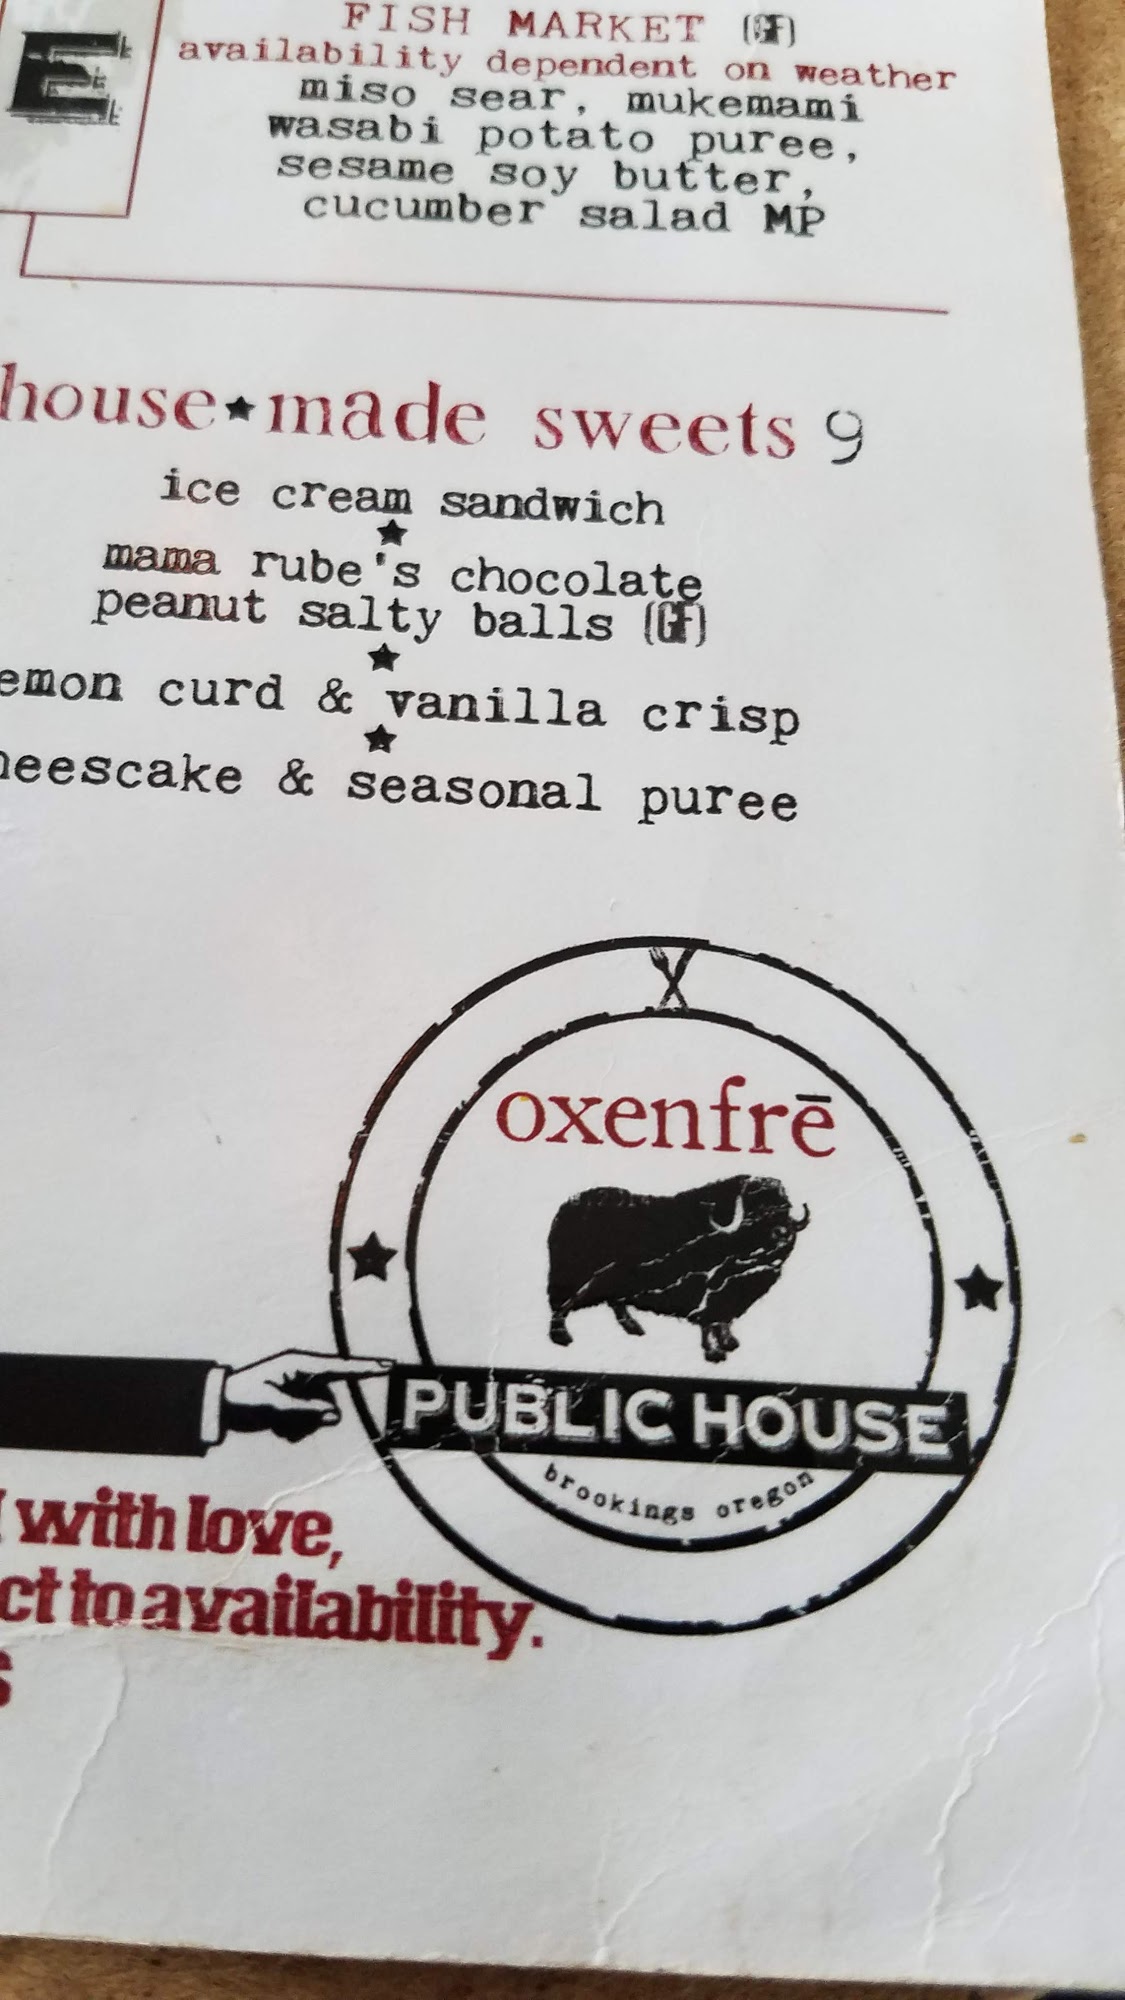 FISH MARKET (GF)
availability dependent on weather
miso sear, mukemami
wasabi potato puree,
sesame soy butter,
cucumber salad MP
house★made sweets 9
ice cream sandwich
★
mama rube's chocolate
peanut salty balls (GF)
★
emon curd & vanilla crisp
★
heesecake & seasonal puree
oxenfrē
PUBLIC HOUSE
brookings oregon
with love,
ct to availability.
s